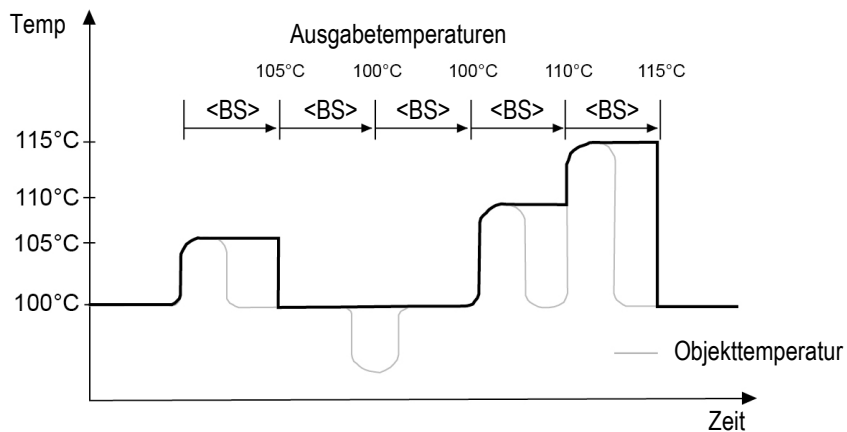 Temp
Ausgabetemperaturen
105°C 100°C 100°C 110°C 115°C
<BS> <BS> <BS> <BS> <BS>
115°C
110°C
105°C
100°C
Objekttemperatur
Zeit